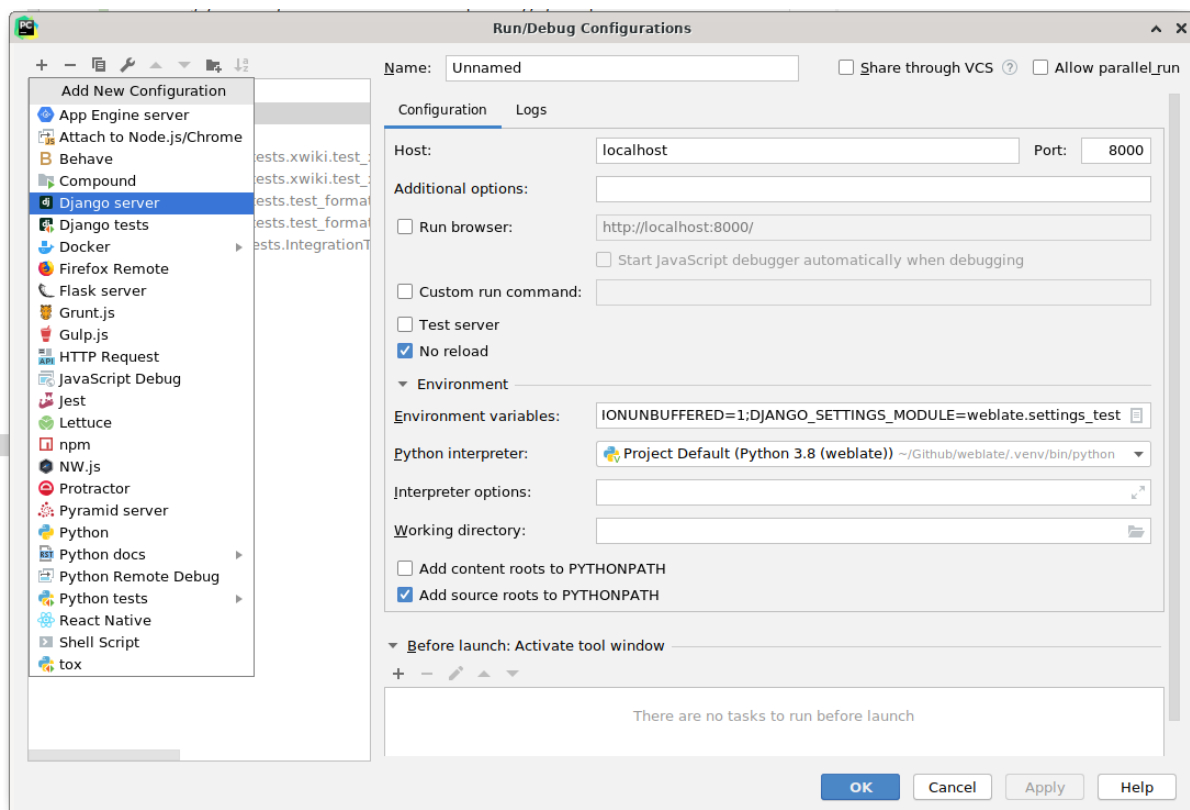 Run/Debug Configurations
Add New Configuration
App Engine server
Attach to Node.js/Chrome
Behave
Compound
Django server
Django tests
Docker
Firefox Remote
Flask server
Grunt.js
Gulp.js
HTTP Request
JavaScript Debug
Jest
Lettuce
npm
NW.js
Protractor
Pyramid server
Python
Python docs
Python Remote Debug
Python tests
React Native
Shell Script
tox
ests.xwiki.test_
ests.xwiki.test_
ests.test_format
ests.test_format
ests.IntegrationT
Name: Unnamed
Share through VCS ? Allow parallel run
Configuration Logs
Host: localhost Port: 8000
Additional options:
Run browser: http://localhost:8000/
Start JavaScript debugger automatically when debugging
Custom run command:
Test server
No reload
Environment
Environment variables: IONUNBUFFERED=1;DJANGO_SETTINGS_MODULE=weblate.settings_test
Python interpreter: Project Default (Python 3.8 (weblate)) ~/Github/weblate/.venv/bin/python
Interpreter options:
Working directory:
Add content roots to PYTHONPATH
Add source roots to PYTHONPATH
Before launch: Activate tool window
There are no tasks to run before launch
OK Cancel Apply Help